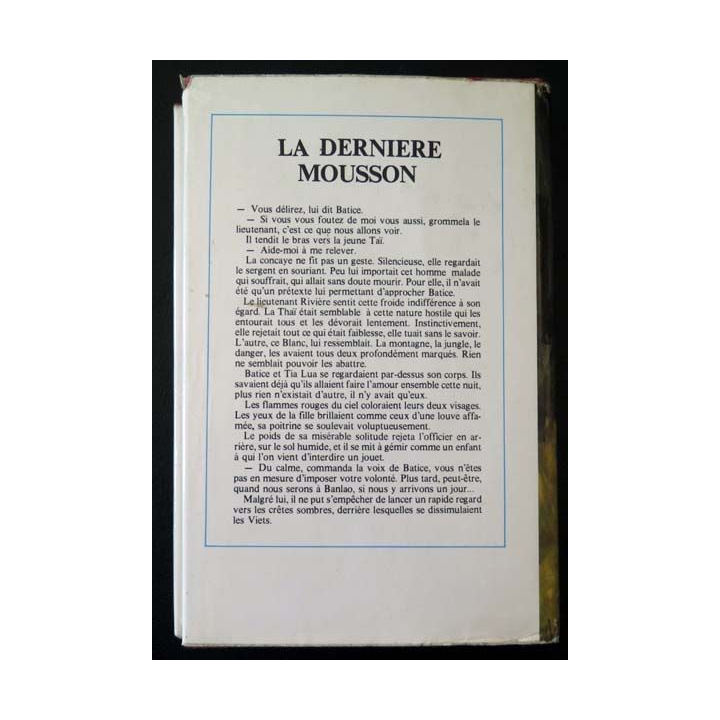 LA DERNIERE
MOUSSON
— Vous délirez, lui dit Batice.
— Si vous vous foutez de moi vous aussi, grommela le
lieutenant, c'est ce que nous allons voir.
Il tendit le bras vers la jeune Taï.
— Aide-moi à me relever.
La concaye ne fit pas un geste. Silencieuse, elle regardait
le sergent en souriant. Peu lui importait cet homme malade
qui souffrait, qui allait sans doute mourir. Pour elle, il n'avait
été qu'un prétexte lui permettant d'approcher Batice.
Le lieutenant Rivière sentit cette froide indifférence à son
égard. La Thaï était semblable à cette nature hostile qui les
entourait tous et les dévorait lentement. Instinctivement,
elle rejetait tout ce qui était faiblesse, elle tuait sans le savoir.
L'autre, ce Blanc, lui ressemblait. La montagne, la jungle, le
danger, les avaient tous deux profondément marqués. Rien
ne semblait pouvoir les abattre.
Batice et Tia Lua se regardaient par-dessus son corps. Ils
savaient déjà qu'ils allaient faire l'amour ensemble cette nuit,
plus rien n'existait d'autre, il n'y avait qu'eux.
Les flammes rouges du ciel coloraient leurs deux visages.
Les yeux de la fille brillaient comme ceux d'une louve affa-
mée, sa poitrine se soulevait voluptueusement.
Le poids de sa misérable solitude rejeta l'officier en ar-
rière, sur le sol humide, et il se mit à gémir comme un enfant
à qui l'on vient d'interdire un jouet.
— Du calme, commanda la voix de Batice, vous n'êtes
pas en mesure d'imposer votre volonté. Plus tard, peut-être,
quand nous serons à Banlao, si nous y arrivons un jour...
Malgré lui, il ne put s'empêcher de lancer un rapide regard
vers les crêtes sombres, derrière lesquelles se dissimulaient
les Viets.